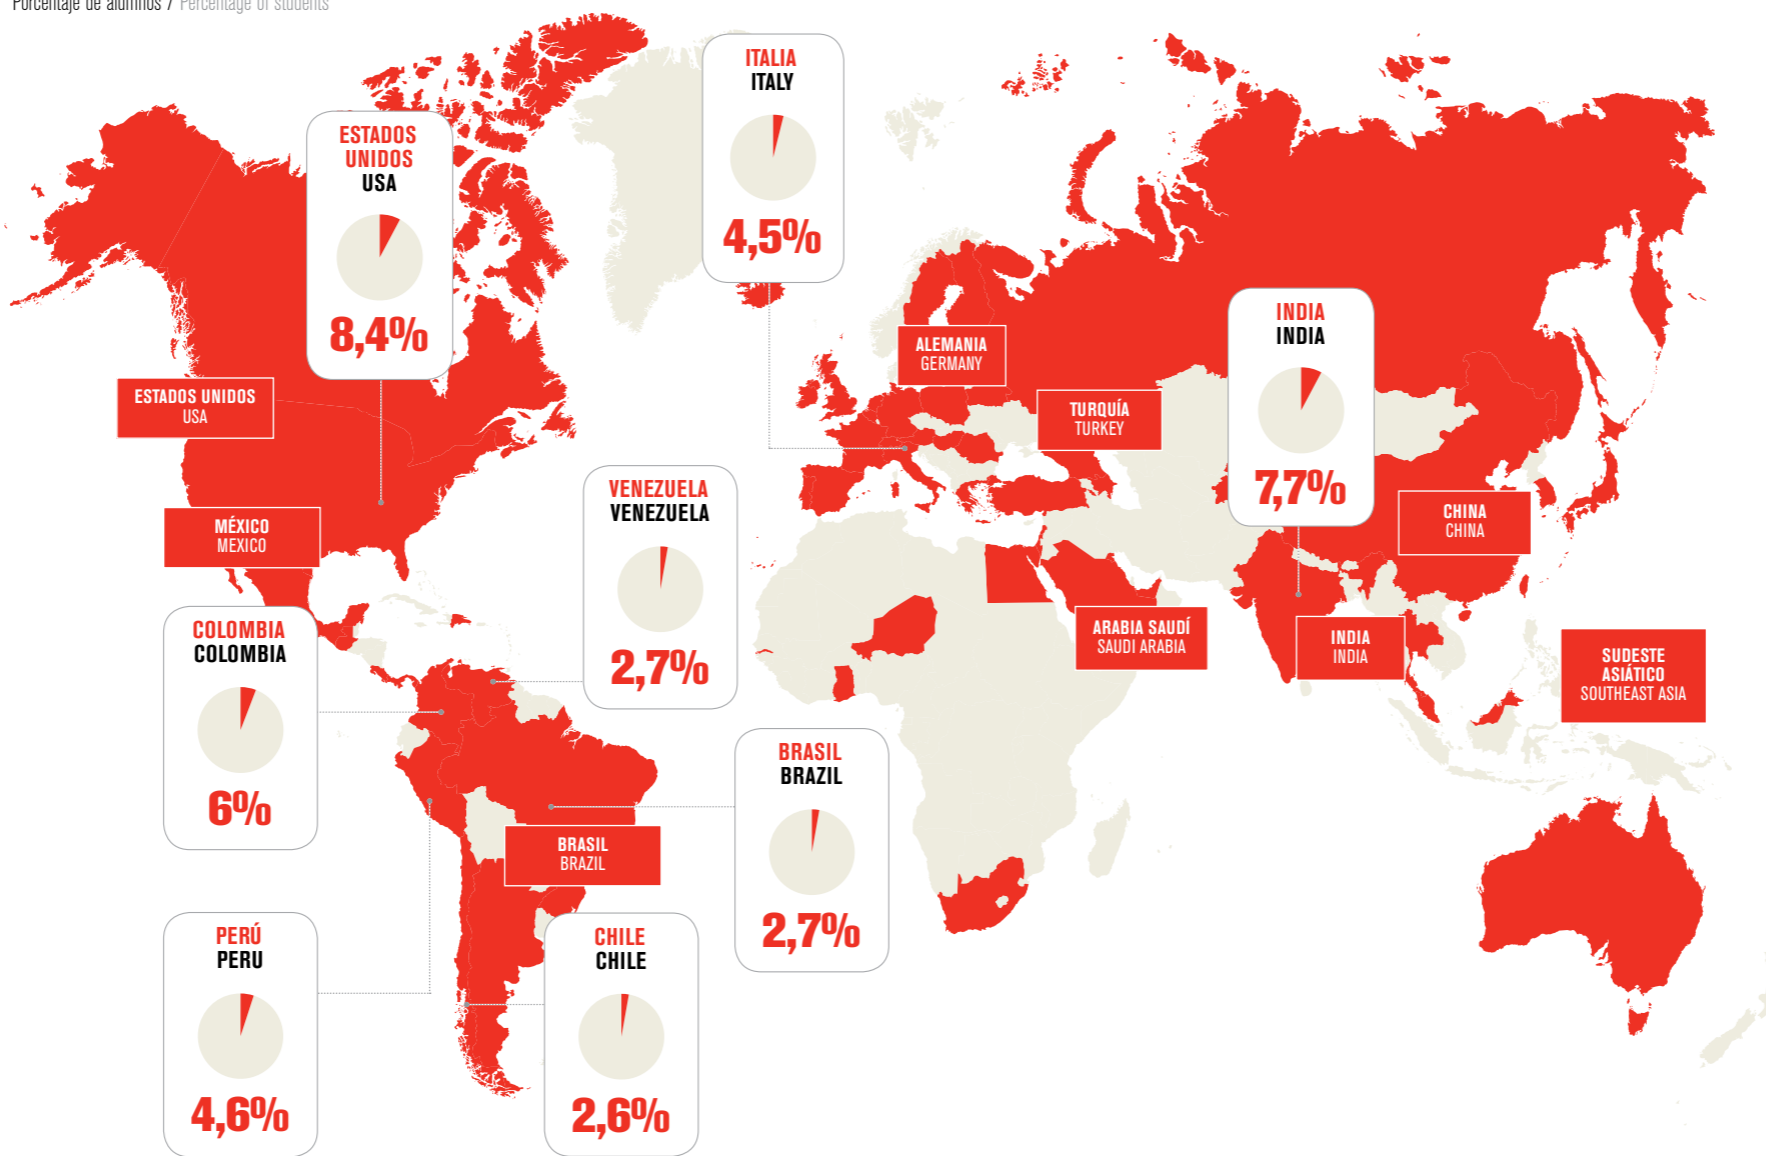 Porcentaje de alumnos / Percentage of students
ITALIA
ITALY
4,5%
ESTADOS
UNIDOS
USA
8,4%
INDIA
INDIA
7,7%
ALEMANIA
GERMANY
ESTADOS UNIDOS
USA
TURQUÍA
TURKEY
VENEZUELA
VENEZUELA
2,7%
CHINA
CHINA
MÉXICO
MEXICO
COLOMBIA
COLOMBIA
6%
ARABIA SAUDÍ
SAUDI ARABIA
INDIA
INDIA
SUDESTE
ASIÁTICO
SOUTHEAST ASIA
BRASIL
BRAZIL
2,7%
BRASIL
BRAZIL
PERÚ
PERU
4,6%
CHILE
CHILE
2,6%